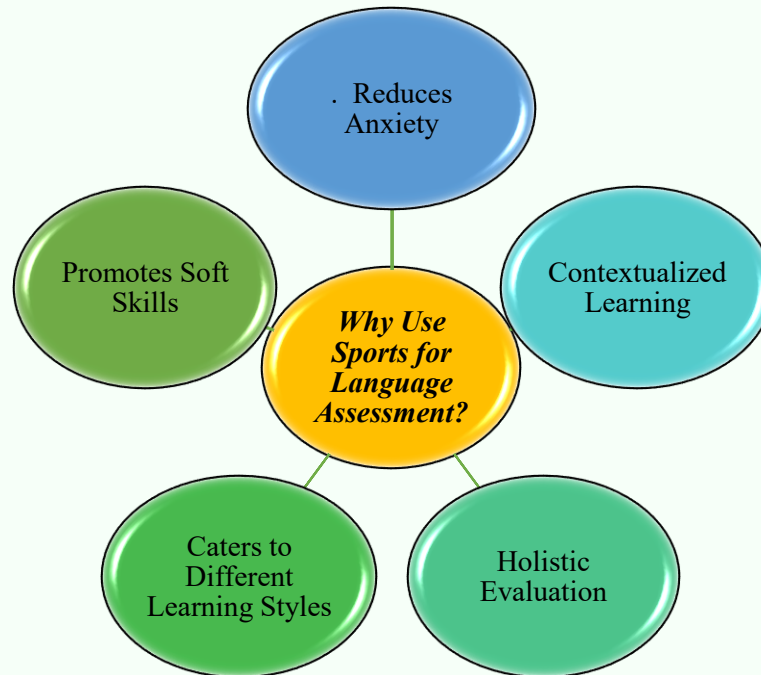 . Reduces
Anxiety
Promotes Soft
Skills
Contextualized
Learning
Why Use
Sports for
Language
Assessment?
Caters to
Different
Learning Styles
Holistic
Evaluation